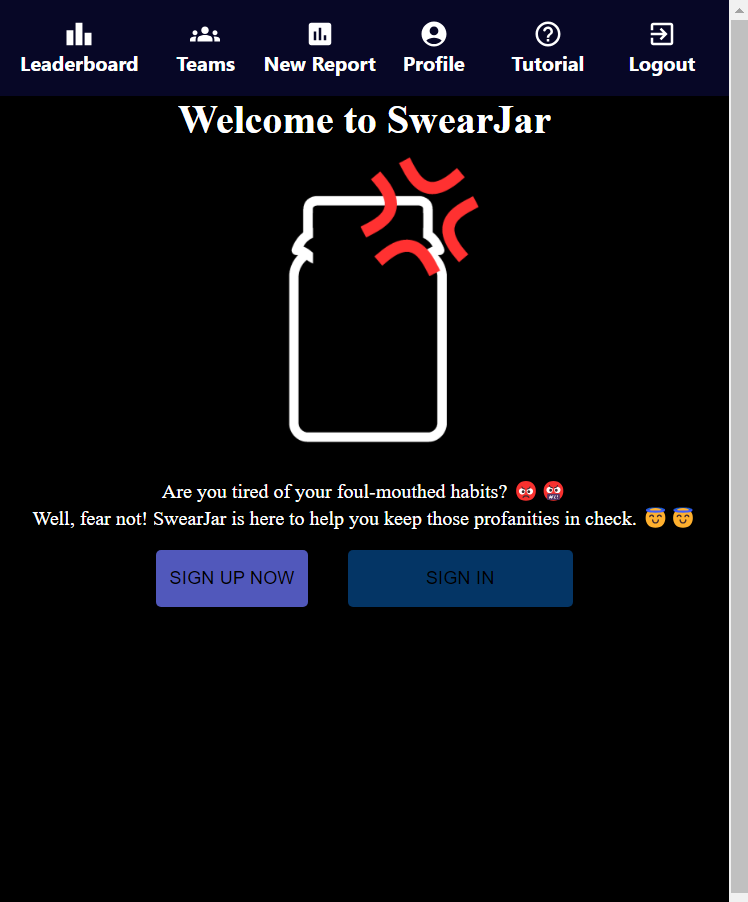 Leaderboard Teams New Report Profile Tutorial Logout
Welcome to SwearJar
Are you tired of your foul-mouthed habits? 😡 🤬
Well, fear not! SwearJar is here to help you keep those profanities in check. 😇 😇
SIGN UP NOW SIGN IN